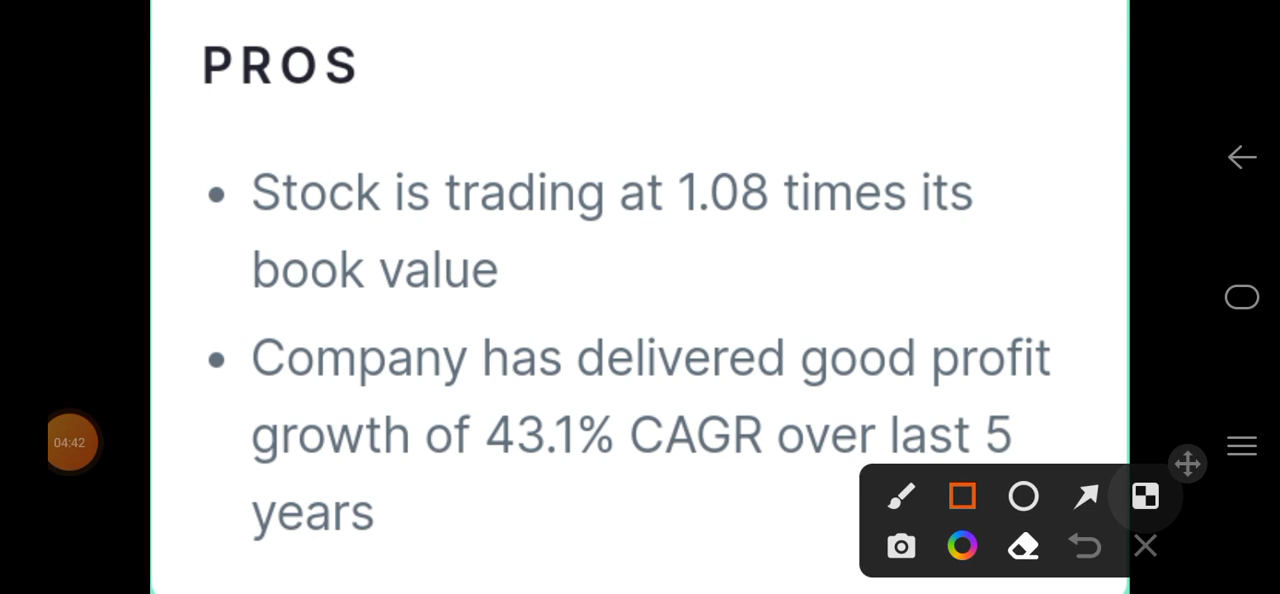 PROS
• Stock is trading at 1.08 times its
book value
• Company has delivered good profit
growth of 43.1% CAGR over last 5
years
04:42